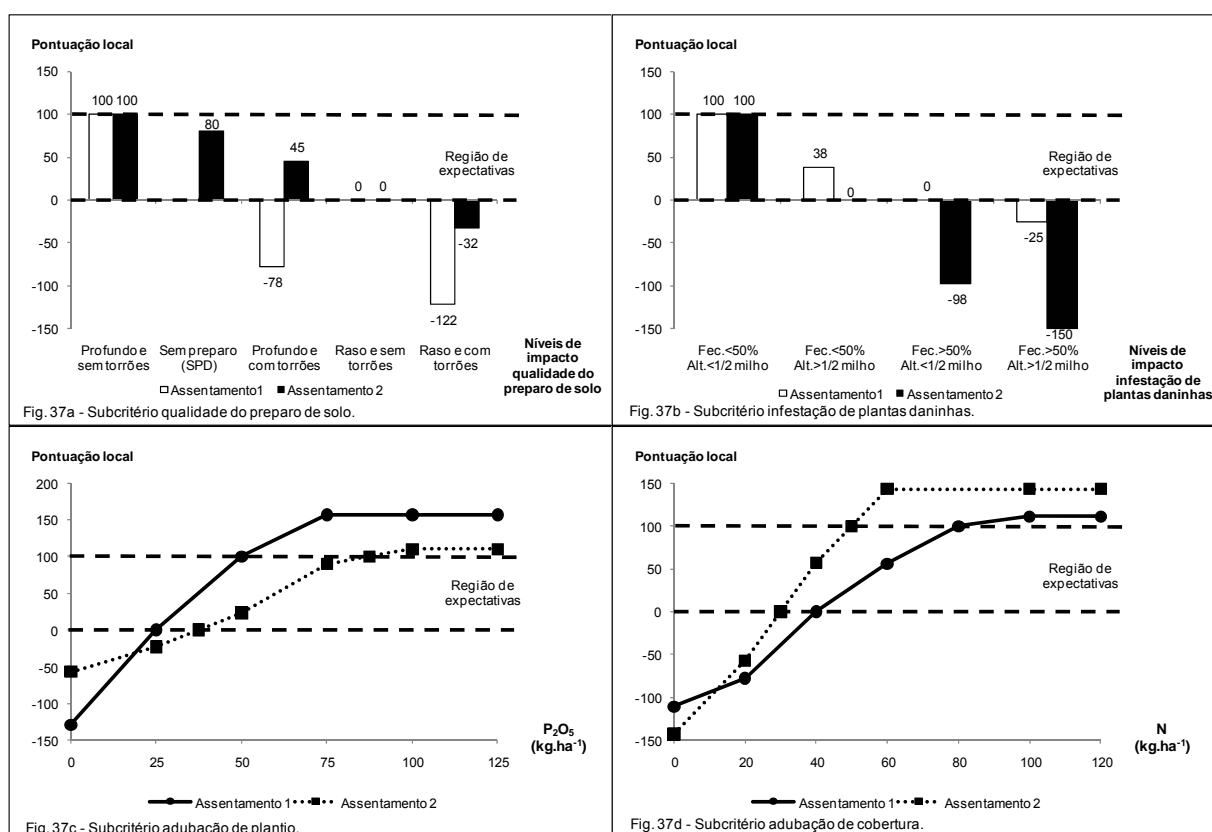 Pontuação local
150
100
50
0
-50
-100
-150
100 100
80
-78
45
0 0
-122
-32
Região de
expectativas
Profundo e
sem torrões
Sem preparo
(SPD)
Profundo e
com torrões
Raso e sem
torrões
Raso e com
torrões
Níveis de
impacto
qualidade do
preparo de solo
Assentamento1 Assentamento 2
Fig. 37a - Subcritério qualidade do preparo de solo.
Pontuação local
150
100
50
0
-50
-100
-150
100 100
38
0
0
-98
-25
-150
Região de
expectativas
Fec.<50%
Alt.<1/2 milho
Fec.<50%
Alt.>1/2 milho
Fec.>50%
Alt.<1/2 milho
Fec.>50%
Alt.>1/2 milho
Níveis de
impacto
infestação de
plantas daninhas
Assentamento1 Assentamento 2
Fig. 37b - Subcritério infestação de plantas daninhas.
Pontuação local
200
150
100
50
0
-50
-100
-150
Região de
expectativas
0 25 50 75 100 125
P₂O₅
(kg.ha⁻¹)
Assentamento 1 Assentamento 2
Fig. 37c - Subcritério adubação de plantio.
Pontuação local
150
100
50
0
-50
-100
-150
Região de
expectativas
0 20 40 60 80 100 120
N
(kg.ha⁻¹)
Assentamento 1 Assentamento 2
Fig. 37d - Subcritério adubação de cobertura.